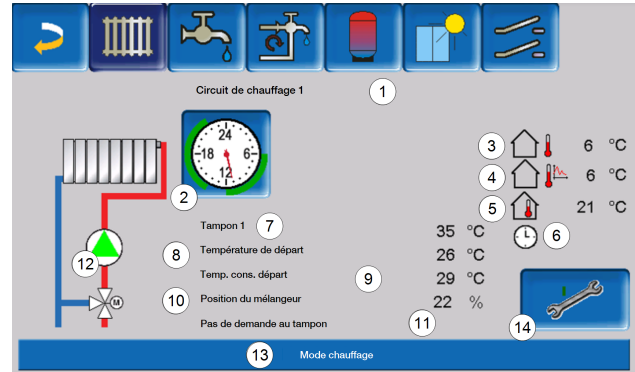 Circuit de chauffage 1
1
24
18
6
12
2
3
6 °C
4
6 °C
5
21 °C
6
Tampon 1
7
35 °C
8
Température de départ
26 °C
Temp. cons. départ
9
29 °C
10
Position du mélangeur
22 %
Pas de demande au tampon
11
12
M
14
13
Mode chauffage